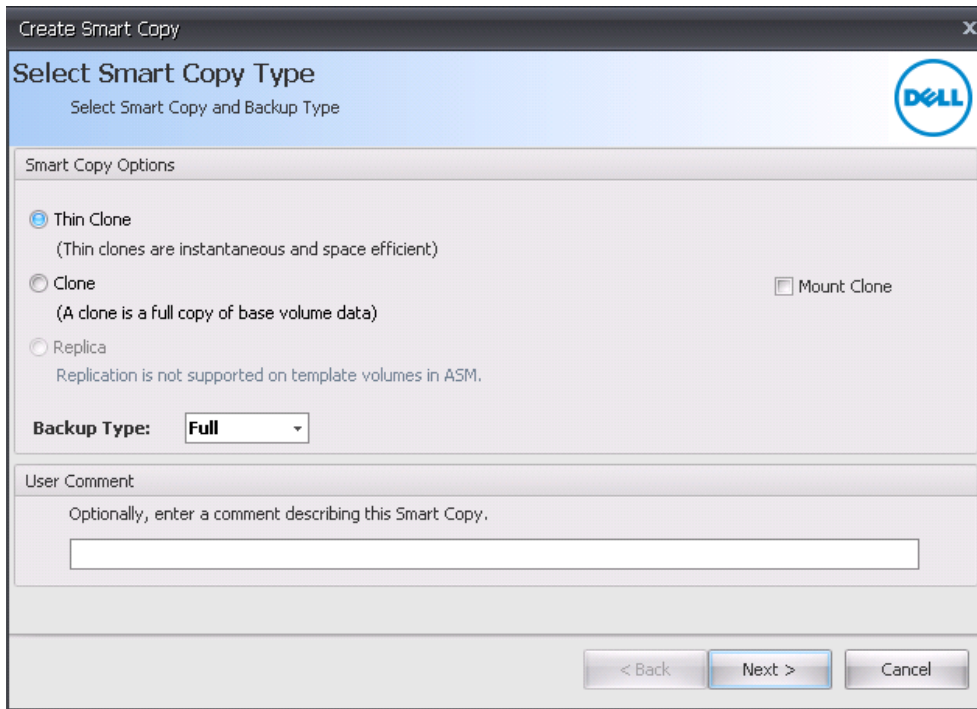 Create Smart Copy
x
Select Smart Copy Type
Select Smart Copy and Backup Type
DELL
Smart Copy Options
Thin Clone
(Thin clones are instantaneous and space efficient)
Clone
Mount Clone
(A clone is a full copy of base volume data)
Replica
Replication is not supported on template volumes in ASM.
Backup Type: Full
User Comment
Optionally, enter a comment describing this Smart Copy.
< Back Next > Cancel